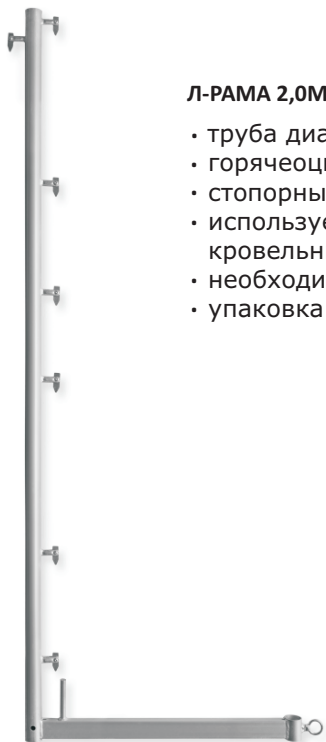 Л-РАМА 2,0М
· труба диа
· горячеоц
· стопорны
· используе
кровельн
· необходи
· упаковка